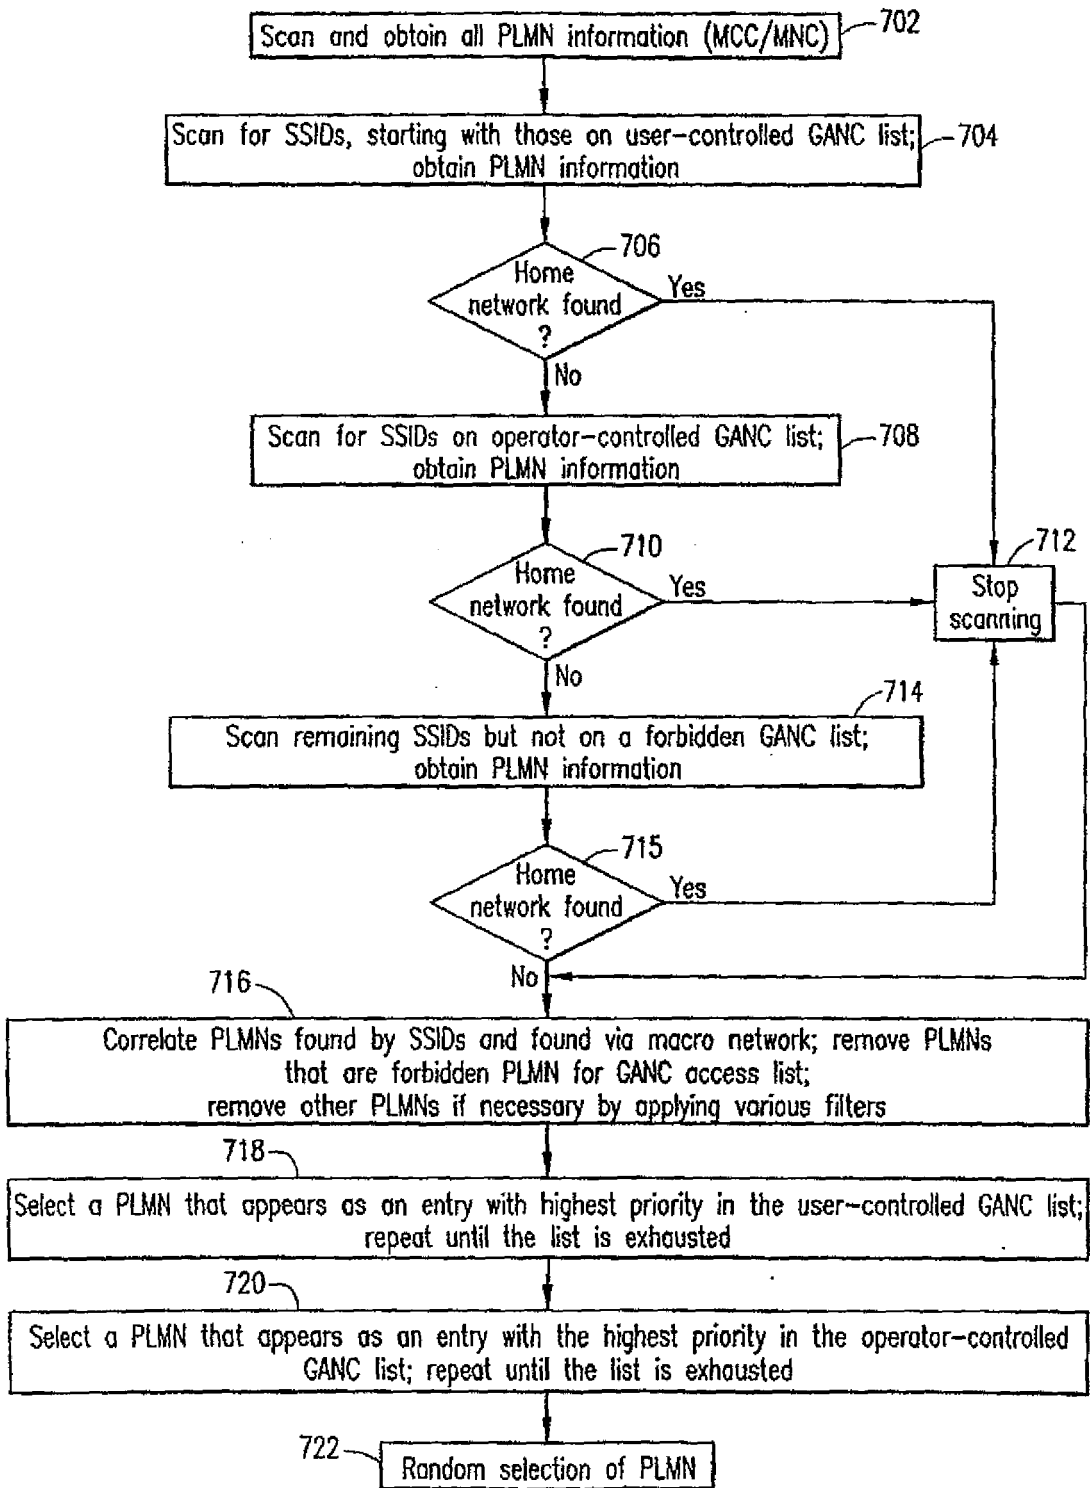 Scan and obtain all PLMN information (MCC/MNC)
702
Scan for SSIDs, starting with those on user-controlled GANC list;
obtain PLMN information
704
706
Home
network found
?
Yes
No
Scan for SSIDs on operator-controlled GANC list;
obtain PLMN information
708
710
Home
network found
?
Yes
No
712
Stop
scanning
714
Scan remaining SSIDs but not on a forbidden GANC list;
obtain PLMN information
715
Home
network found
?
Yes
No
716
Correlate PLMNs found by SSIDs and found via macro network; remove PLMNs
that are forbidden PLMN for GANC access list;
remove other PLMNs if necessary by applying various filters
718
Select a PLMN that appears as an entry with highest priority in the user-controlled GANC list;
repeat until the list is exhausted
720
Select a PLMN that appears as an entry with the highest priority in the operator-controlled
GANC list; repeat until the list is exhausted
722
Random selection of PLMN